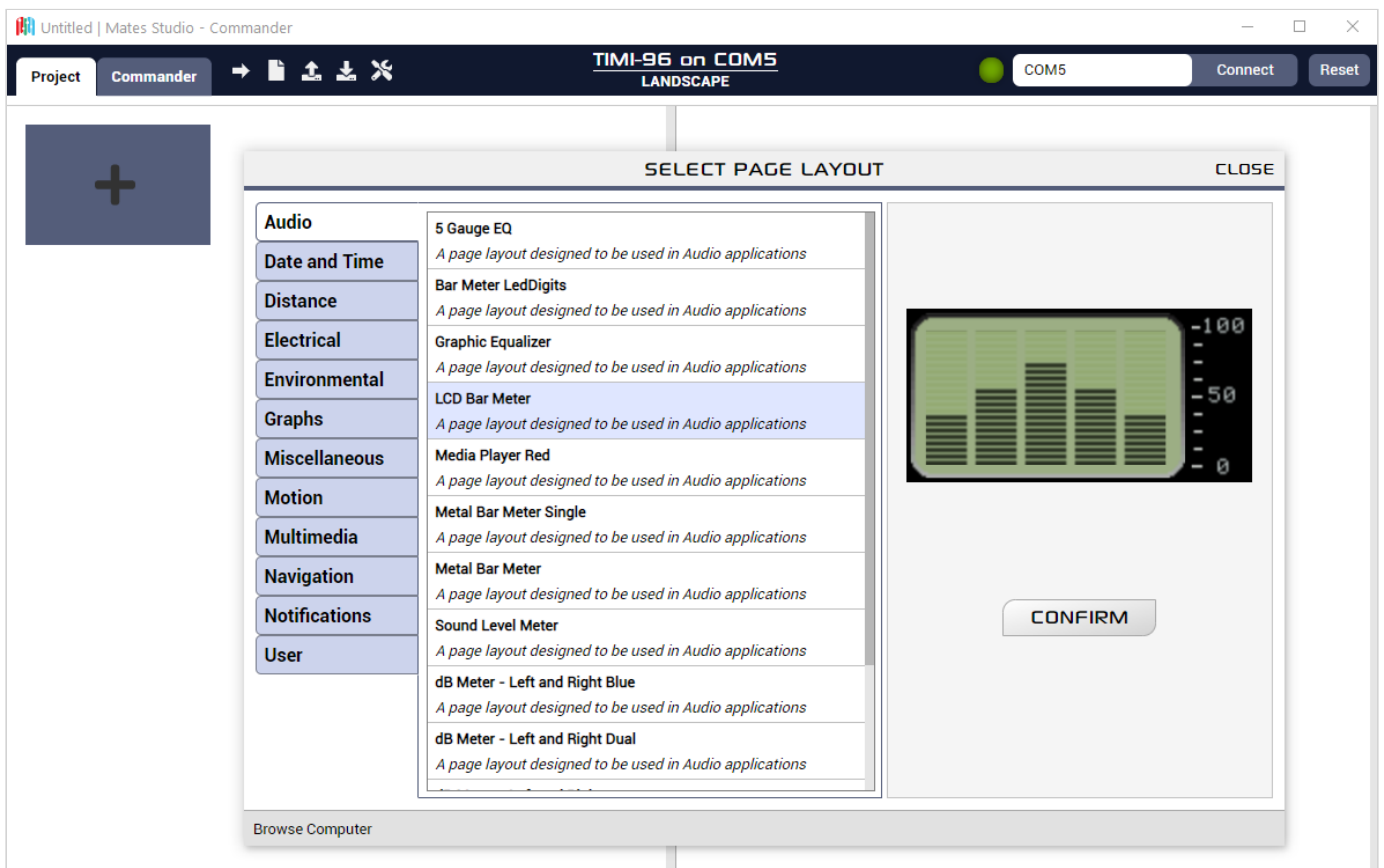 Untitled | Mates Studio - Commander
Project
Commander
TIMI-96 on COM5
LANDSCAPE
COM5
Connect
Reset
SELECT PAGE LAYOUT
CLOSE
Audio
Date and Time
Distance
Electrical
Environmental
Graphs
Miscellaneous
Motion
Multimedia
Navigation
Notifications
User
5 Gauge EQ
A page layout designed to be used in Audio applications
Bar Meter LedDigits
A page layout designed to be used in Audio applications
Graphic Equalizer
A page layout designed to be used in Audio applications
LCD Bar Meter
A page layout designed to be used in Audio applications
Media Player Red
A page layout designed to be used in Audio applications
Metal Bar Meter Single
A page layout designed to be used in Audio applications
Metal Bar Meter
A page layout designed to be used in Audio applications
Sound Level Meter
A page layout designed to be used in Audio applications
dB Meter - Left and Right Blue
A page layout designed to be used in Audio applications
dB Meter - Left and Right Dual
A page layout designed to be used in Audio applications
100
50
0
CONFIRM
Browse Computer